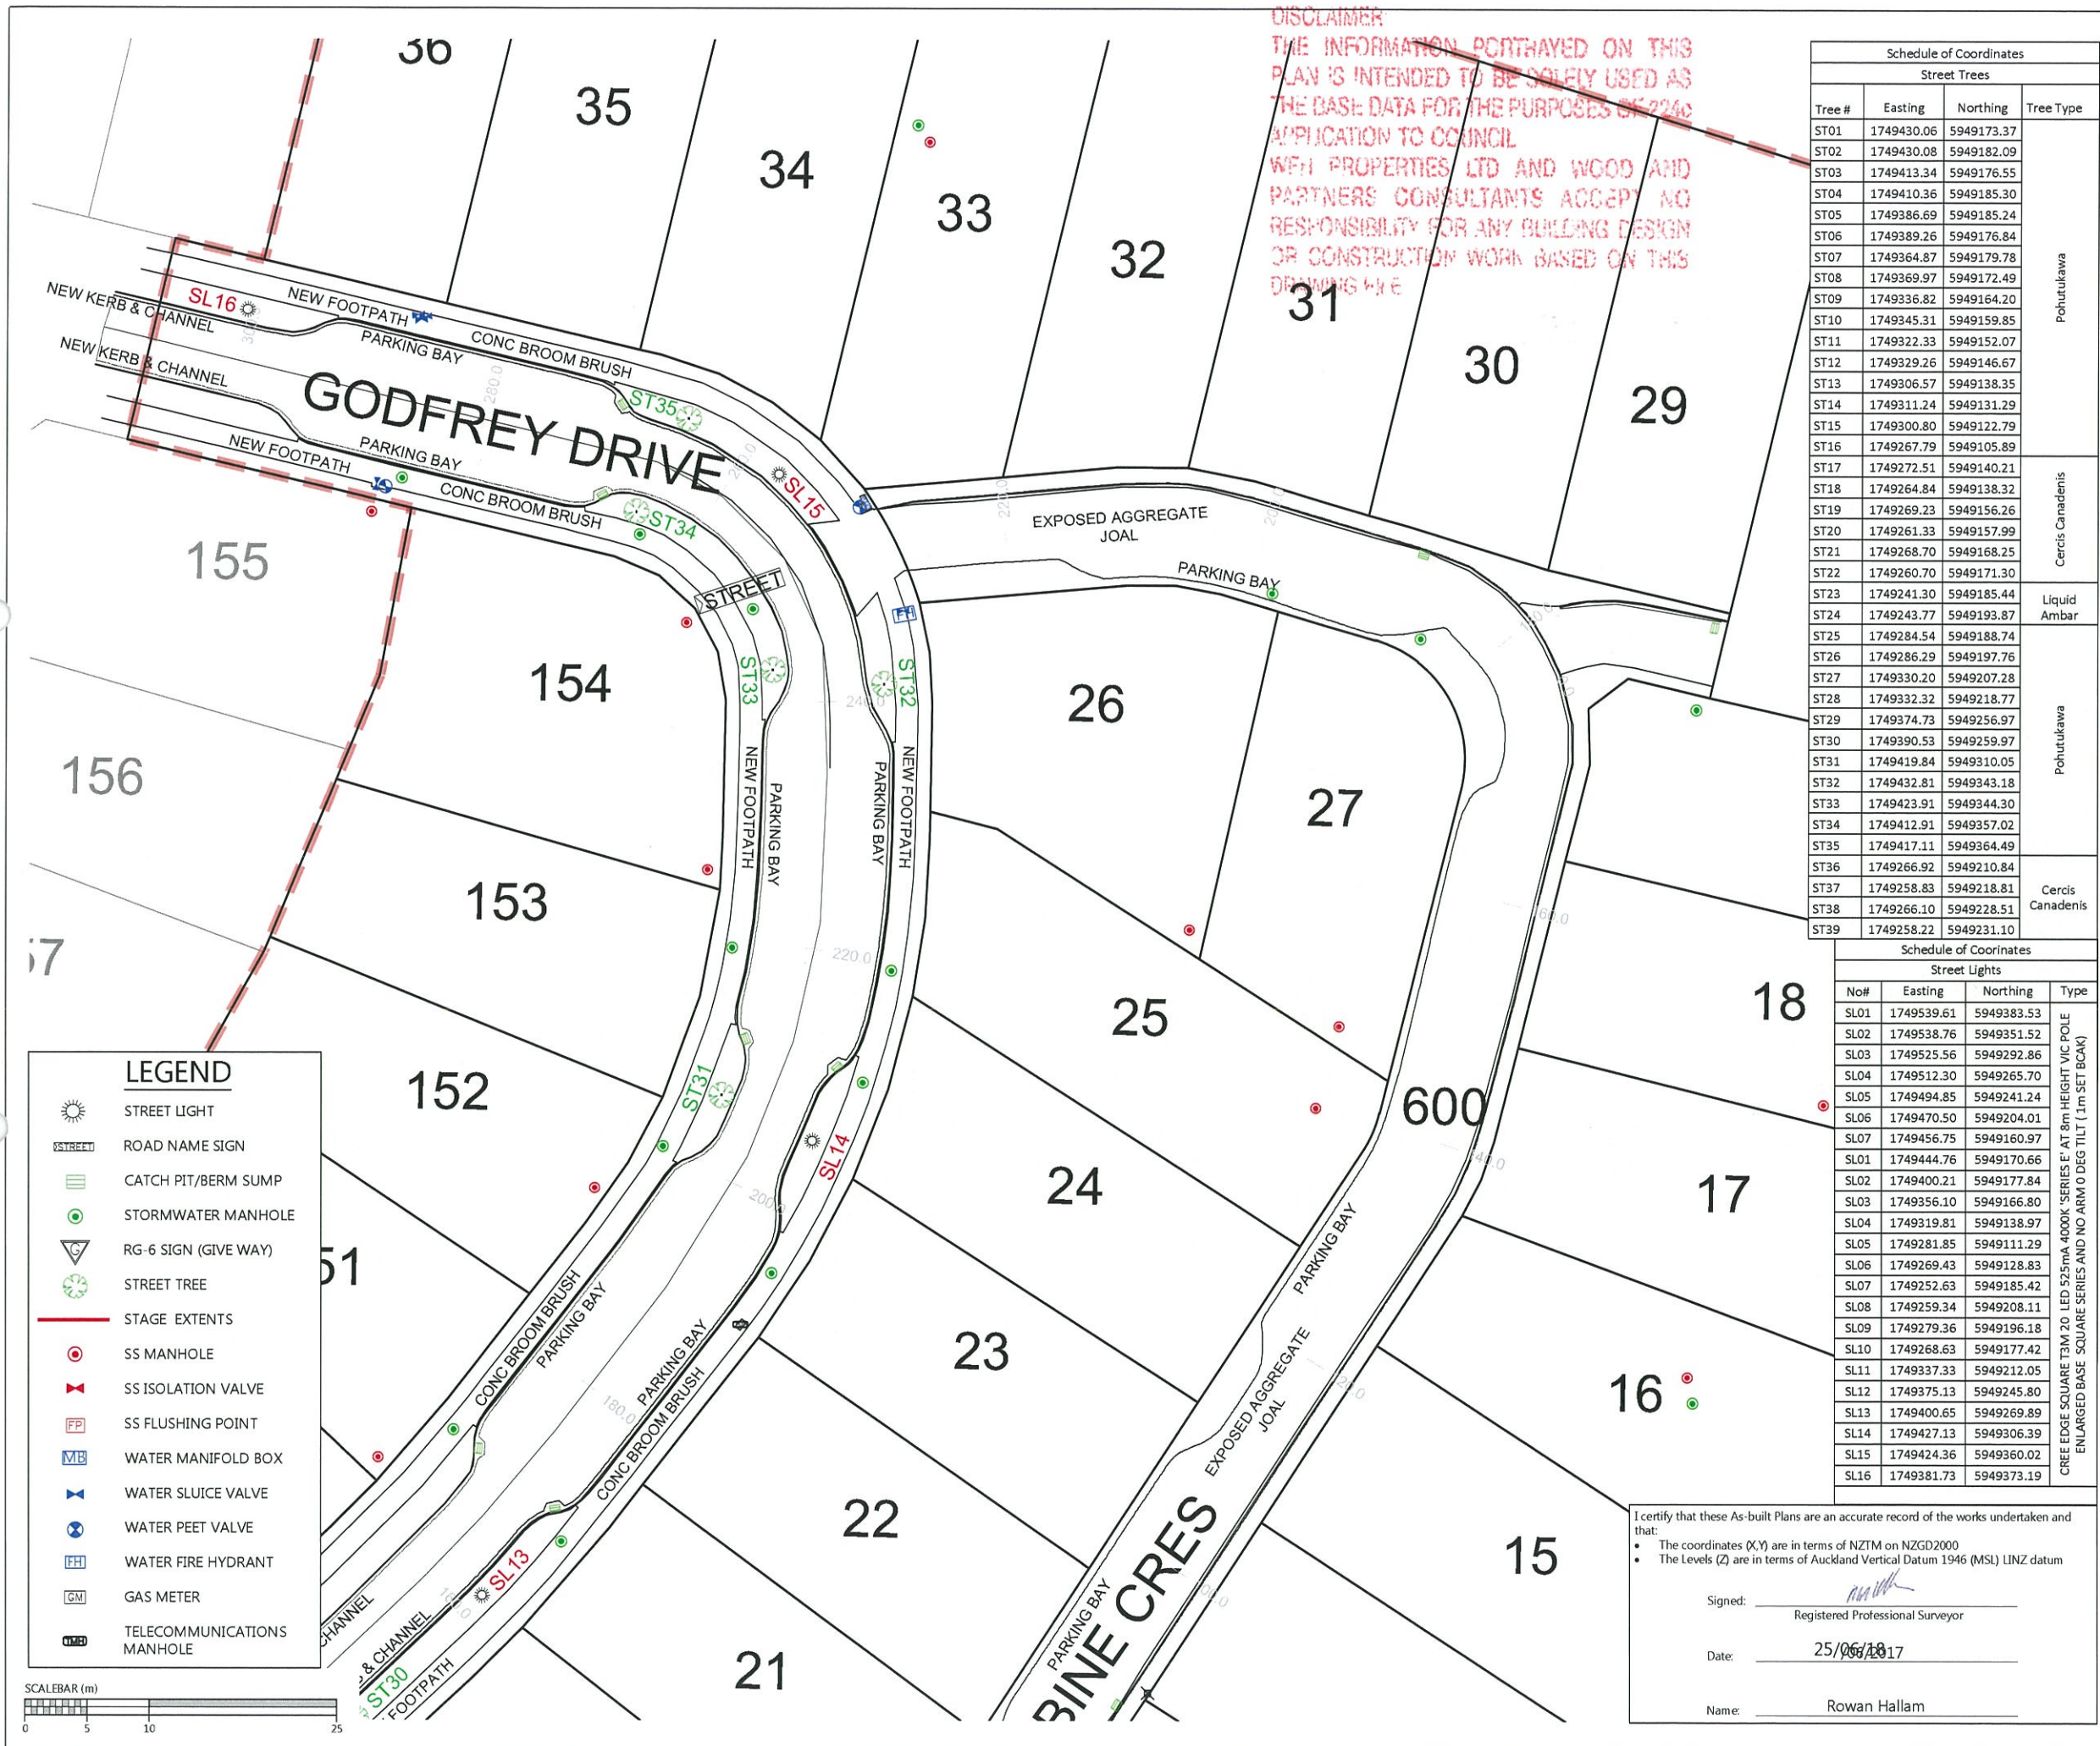 DISCLAIMER
THE INFORMATION PORTRAYED ON THIS
PLAN IS INTENDED TO BE SOLELY USED AS
THE BASE DATA FOR THE PURPOSES OF 224c
APPLICATION TO COUNCIL
WFH PROPERTIES LTD AND WOOD AND
PARTNERS CONSULTANTS ACCEPT NO
RESPONSIBILITY FOR ANY BUILDING DESIGN
OR CONSTRUCTION WORK BASED ON THIS
DRAWING
36
35
34
33
32
31
30
29
SL16
NEW FOOTPATH
NEW KERB & CHANNEL
PARKING BAY
CONC BROOM BRUSH
NEW KERB & CHANNEL
280.0
GODFREY DRIVE
ST35
SL15
NEW FOOTPATH
PARKING BAY
CONC BROOM BRUSH
ST34
STREET
220.0
EXPOSED AGGREGATE
JOAL
PARKING BAY
FH
155
154
ST33
ST32
240.0
26
27
156
NEW FOOTPATH
PARKING BAY
PARKING BAY
NEW FOOTPATH
153
57
220.0
160.0
25
18
152
ST31
SL14
200.0
600
140.0
24
17
51
CONC BROOM BRUSH
PARKING BAY
PARKING BAY
CONC BROOM BRUSH
180.0
23
PARKING BAY
EXPOSED AGGREGATE
JOAL
16
22
15
SL13
CHANNEL
& CHANNEL
ST30
FOOTPATH
21
PARKING BAY
BINE CRES
LEGEND
STREET LIGHT
STREET ROAD NAME SIGN
CATCH PIT/BERM SUMP
STORMWATER MANHOLE
G RG-6 SIGN (GIVE WAY)
STREET TREE
STAGE EXTENTS
SS MANHOLE
SS ISOLATION VALVE
FP SS FLUSHING POINT
MB WATER MANIFOLD BOX
WATER SLUICE VALVE
WATER PEET VALVE
FH WATER FIRE HYDRANT
GM GAS METER
TMH TELECOMMUNICATIONS
MANHOLE
SCALEBAR (m)
0 5 10 25
Schedule of Coordinates
Street Trees
Tree # Easting Northing Tree Type
ST01 1749430.06 5949173.37
ST02 1749430.08 5949182.09
ST03 1749413.34 5949176.55
ST04 1749410.36 5949185.30
ST05 1749386.69 5949185.24
ST06 1749389.26 5949176.84
ST07 1749364.87 5949179.78
ST08 1749369.97 5949172.49
ST09 1749336.82 5949164.20
ST10 1749345.31 5949159.85
ST11 1749322.33 5949152.07
ST12 1749329.26 5949146.67
ST13 1749306.57 5949138.35
ST14 1749311.24 5949131.29
ST15 1749300.80 5949122.79
ST16 1749267.79 5949105.89
Pohutukawa
ST17 1749272.51 5949140.21
ST18 1749264.84 5949138.32
ST19 1749269.23 5949156.26
ST20 1749261.33 5949157.99
ST21 1749268.70 5949168.25
ST22 1749260.70 5949171.30
Cercis Canadenis
ST23 1749241.30 5949185.44
ST24 1749243.77 5949193.87
Liquid
Ambar
ST25 1749284.54 5949188.74
ST26 1749286.29 5949197.76
ST27 1749330.20 5949207.28
ST28 1749332.32 5949218.77
ST29 1749374.73 5949256.97
ST30 1749390.53 5949259.97
ST31 1749419.84 5949310.05
ST32 1749432.81 5949343.18
ST33 1749423.91 5949344.30
ST34 1749412.91 5949357.02
ST35 1749417.11 5949364.49
Pohutukawa
ST36 1749266.92 5949210.84
ST37 1749258.83 5949218.81
ST38 1749266.10 5949228.51
ST39 1749258.22 5949231.10
Cercis
Canadenis
Schedule of Coorinates
Street Lights
No# Easting Northing Type
SL01 1749539.61 5949383.53
SL02 1749538.76 5949351.52
SL03 1749525.56 5949292.86
SL04 1749512.30 5949265.70
SL05 1749494.85 5949241.24
SL06 1749470.50 5949204.01
SL07 1749456.75 5949160.97
SL01 1749444.76 5949170.66
SL02 1749400.21 5949177.84
SL03 1749356.10 5949166.80
SL04 1749319.81 5949138.97
SL05 1749281.85 5949111.29
SL06 1749269.43 5949128.83
SL07 1749252.63 5949185.42
SL08 1749259.34 5949208.11
SL09 1749279.36 5949196.18
SL10 1749268.63 5949177.42
SL11 1749337.33 5949212.05
SL12 1749375.13 5949245.80
SL13 1749400.65 5949269.89
SL14 1749427.13 5949306.39
SL15 1749424.36 5949360.02
SL16 1749381.73 5949373.19
CREE EDGE SQUARE T3M 20 LED 525mA 4000K 'SERIES E' AT 8m HEIGHT VIC POLE
ENLARGED BASE SQUARE SERIES AND NO ARM 0 DEG TILT ( 1m SET BCAK)
I certify that these As-built Plans are an accurate record of the works undertaken and
that:
• The coordinates (X,Y) are in terms of NZTM on NZGD2000
• The Levels (Z) are in terms of Auckland Vertical Datum 1946 (MSL) LINZ datum
Signed:
Registered Professional Surveyor
Date: 25/06/18
Name: Rowan Hallam